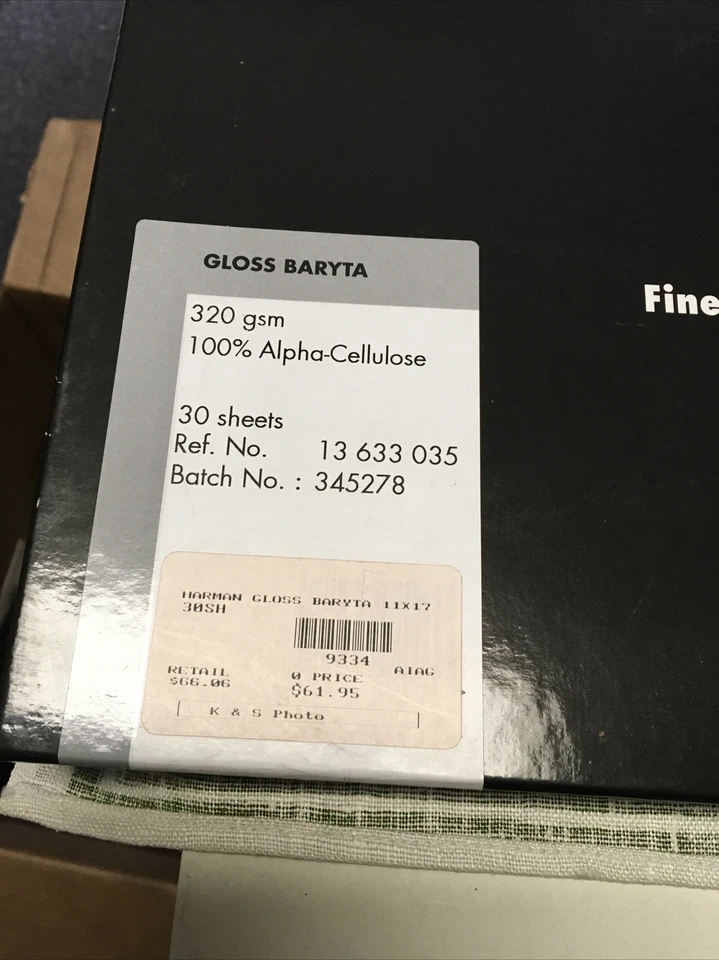 GLOSS BARYTA
320 gsm
100% Alpha-Cellulose
30 sheets
Ref. No. 13 633 035
Batch No. : 345278
HARMAN GLOSS BARYTA 11X17
30SH
9334
AIAG
RETAIL
$66.06
0 PRICE
$61.95
K & S Photo
Fine